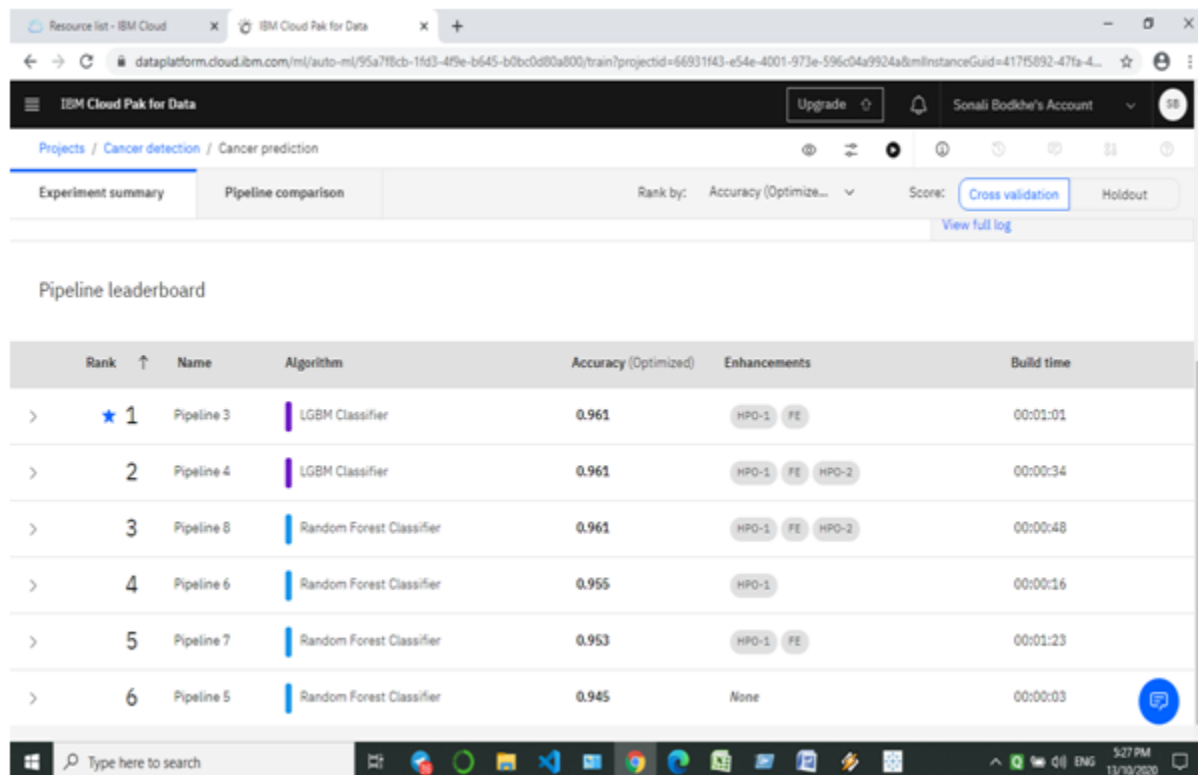 Resource list - IBM Cloud
IBM Cloud Pak for Data
dataplatform.cloud.ibm.com/ml/auto-ml/95a7f8cb-1fd3-4f9e-b645-b0bc0d80a800/train?projectid=66931f43-e54e-4001-973e-596c04a9924a&mlInstanceGuid=417f5892-47fa-4...
IBM Cloud Pak for Data Upgrade Sonali Bodkhe's Account SB
Projects / Cancer detection / Cancer prediction
Experiment summary Pipeline comparison Rank by: Accuracy (Optimize... Score: Cross validation Holdout
View full log
Pipeline leaderboard
Rank ↑ Name Algorithm Accuracy (Optimized) Enhancements Build time
1 Pipeline 3 LGBM Classifier 0.961 HPO-1 FE 00:01:01
2 Pipeline 4 LGBM Classifier 0.961 HPO-1 FE HPO-2 00:00:34
3 Pipeline 8 Random Forest Classifier 0.961 HPO-1 FE HPO-2 00:00:48
4 Pipeline 6 Random Forest Classifier 0.955 HPO-1 00:00:16
5 Pipeline 7 Random Forest Classifier 0.953 HPO-1 FE 00:01:23
6 Pipeline 5 Random Forest Classifier 0.945 None 00:00:03
Type here to search ENG 5:27 PM
13/10/2020